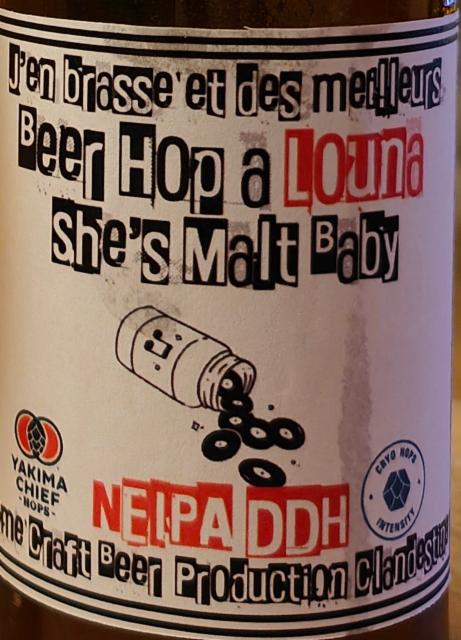 J'en brasse et des meilleurs
Beer Hop a Louna
She's Malt Baby
YAKIMA
CHIEF
-HOPS-
CRYO HOPS
INTENSITY
NEIPA DDH
Craft Beer Production